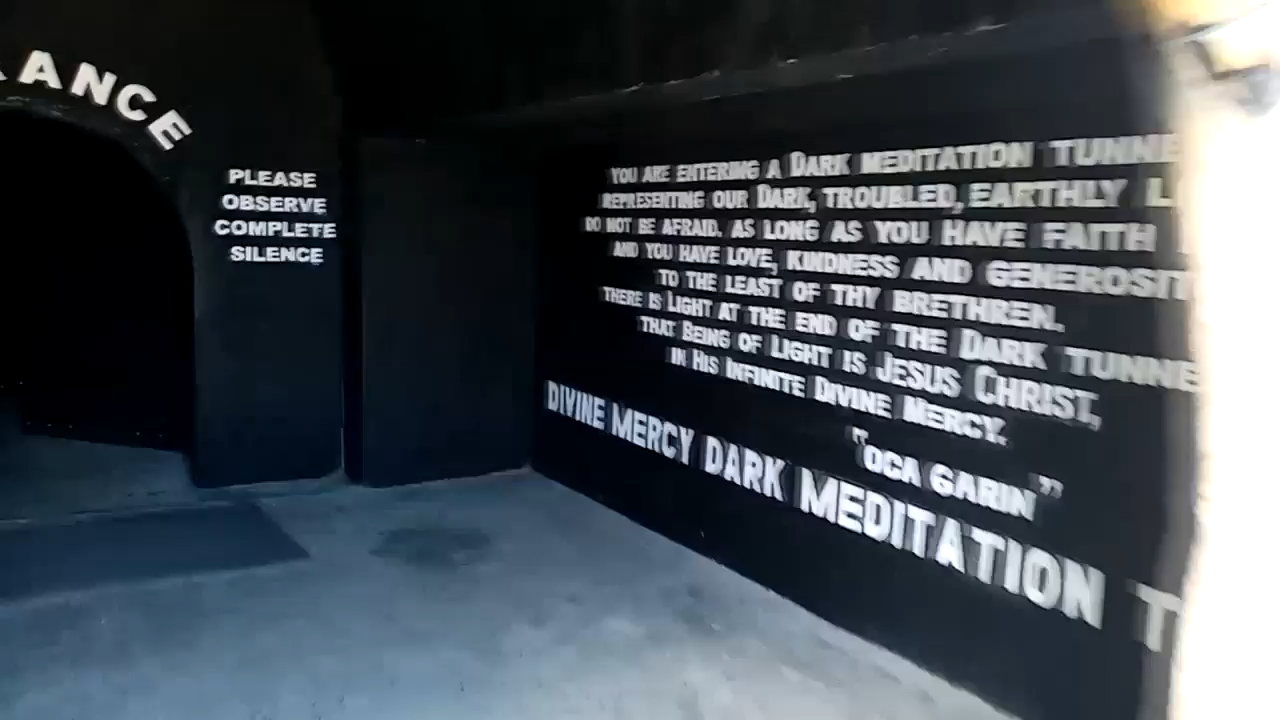 ANCE
PLEASE
OBSERVE
COMPLETE
SILENCE
YOU ARE ENTERING A DARK MEDITATION TUNNE
REPRESENTING OUR DARK, TROUBLED, EARTHLY L
DO NOT BE AFRAID. AS LONG AS YOU HAVE FAITH
AND YOU HAVE LOVE, KINDNESS AND GENEROSIT
TO THE LEAST OF THY BRETHREN.
THERE IS LIGHT AT THE END OF THE DARK TUNNE
THAT BEING OF LIGHT IS JESUS CHRIST,
IN HIS INFINITE DIVINE MERCY.
"OCA GARIN"
DIVINE MERCY DARK MEDITATION T